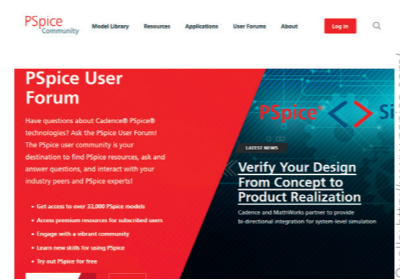 PSpice
Community
Model Library Resources Applications User Forums About Log in
PSpice User
Forum
Have questions about Cadence® PSpice®
technologies? Ask the PSpice User Forum!
The PSpice user community is your
destination to find PSpice resources, ask and
answer questions, and interact with your
industry peers and PSpice experts!
• Get access to over 33,000 PSpice models
• Access premium resources for subscribed users
• Engage with a vibrant community
• Learn new skills for using PSpice
• Try out PSpice for free
PSpice Si
LATEST NEWS
Verify Your Design
From Concept to
Product Realization
Cadence and MathWorks partner to provide
bi-directional integration for system-level simulation